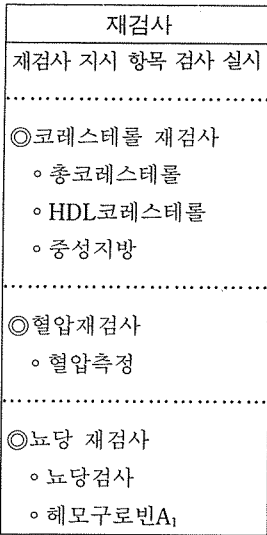 재검사
재검사 지시 항목 검사 실시
◎코레스테롤 재검사
∘총코레스테롤
∘HDL코레스테롤
∘중성지방
◎혈압재검사
∘혈압측정
◎뇨당 재검사
∘뇨당검사
∘헤모구로빈A₁